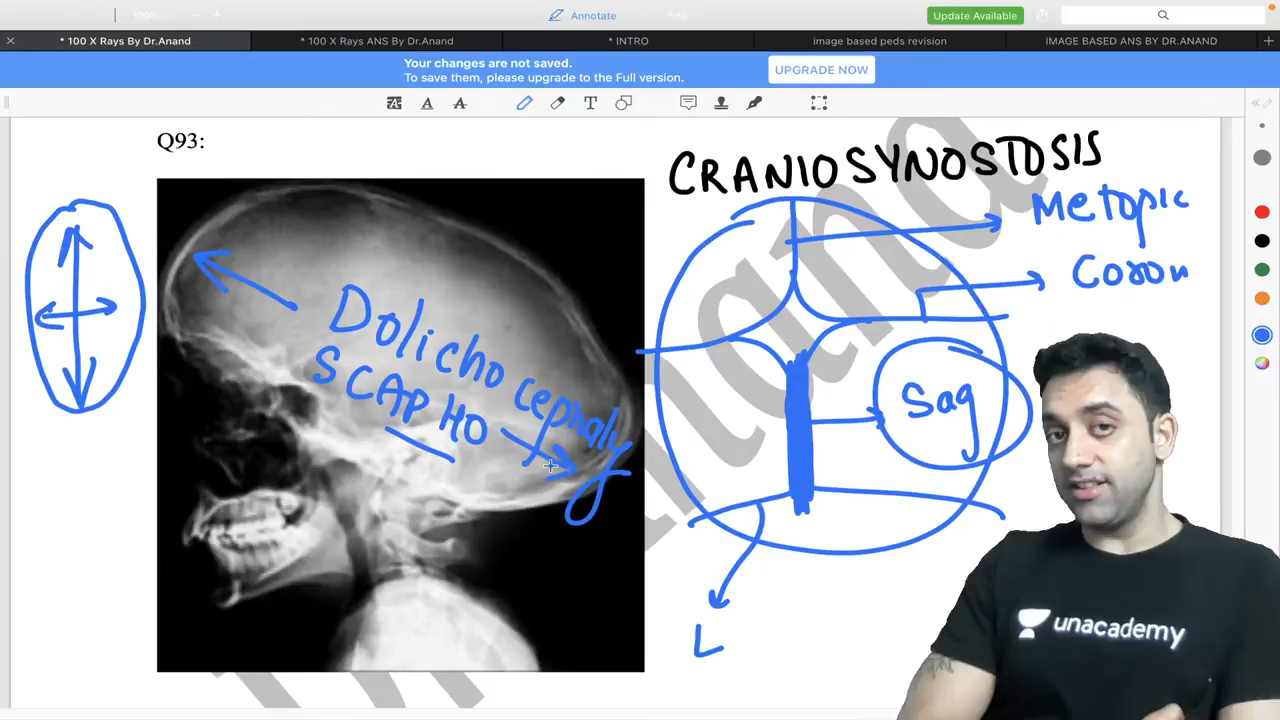 100%
Annotate
Full
Update Available
* 100 X Rays By Dr.Anand
* 100 X Rays ANS By Dr.Anand
* INTRO
image based peds revision
IMAGE BASED ANS BY DR.ANAND
Your changes are not saved.
To save them, please upgrade to the Full version.
UPGRADE NOW
Q93:
CRANIOSYNOSTOSIS
Metopic
Coron
Dolicho cephaly
SCAPHO
Sag
L
unacademy